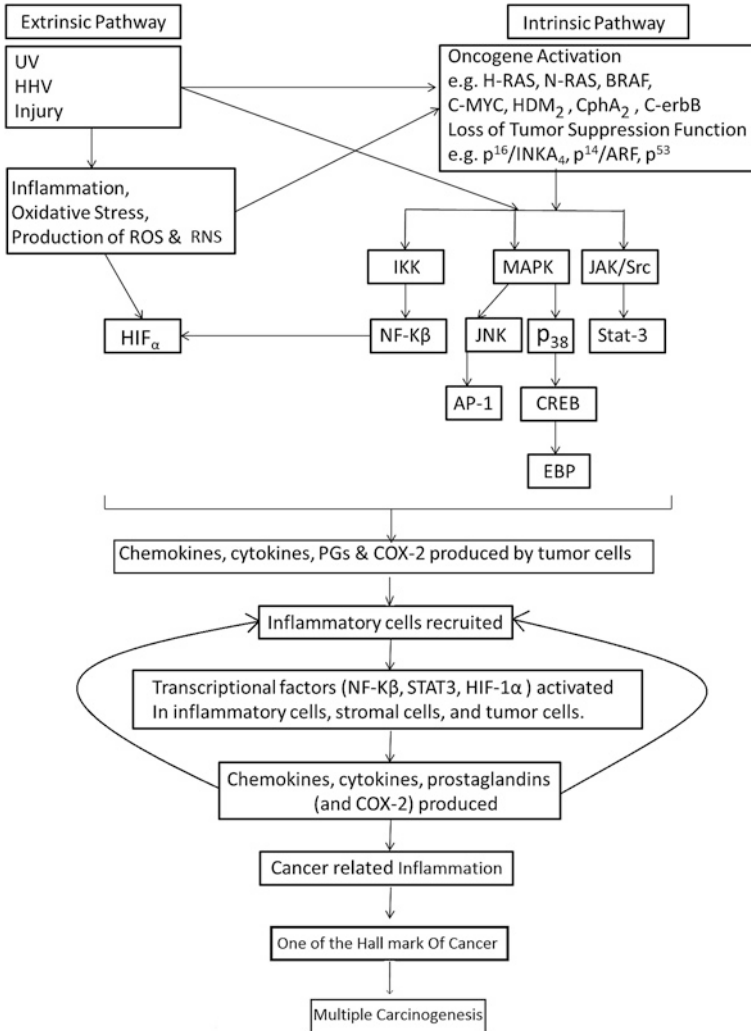 Extrinsic Pathway
Intrinsic Pathway
UV
HHV
Injury
Oncogene Activation
e.g. H-RAS, N-RAS, BRAF,
C-MYC, HDM₂ , CphA₂ , C-erbB
Loss of Tumor Suppression Function
e.g. p¹⁶/INKA₄, p¹⁴/ARF, p⁵³
Inflammation,
Oxidative Stress,
Production of ROS & RNS
IKK
MAPK
JAK/Src
HIFα
NF-Kβ
JNK
p₃₈
Stat-3
AP-1
CREB
EBP
Chemokines, cytokines, PGs & COX-2 produced by tumor cells
Inflammatory cells recruited
Transcriptional factors (NF-Kβ, STAT3, HIF-1α ) activated
In inflammatory cells, stromal cells, and tumor cells.
Chemokines, cytokines, prostaglandins
(and COX-2) produced
Cancer related Inflammation
One of the Hall mark Of Cancer
Multiple Carcinogenesis